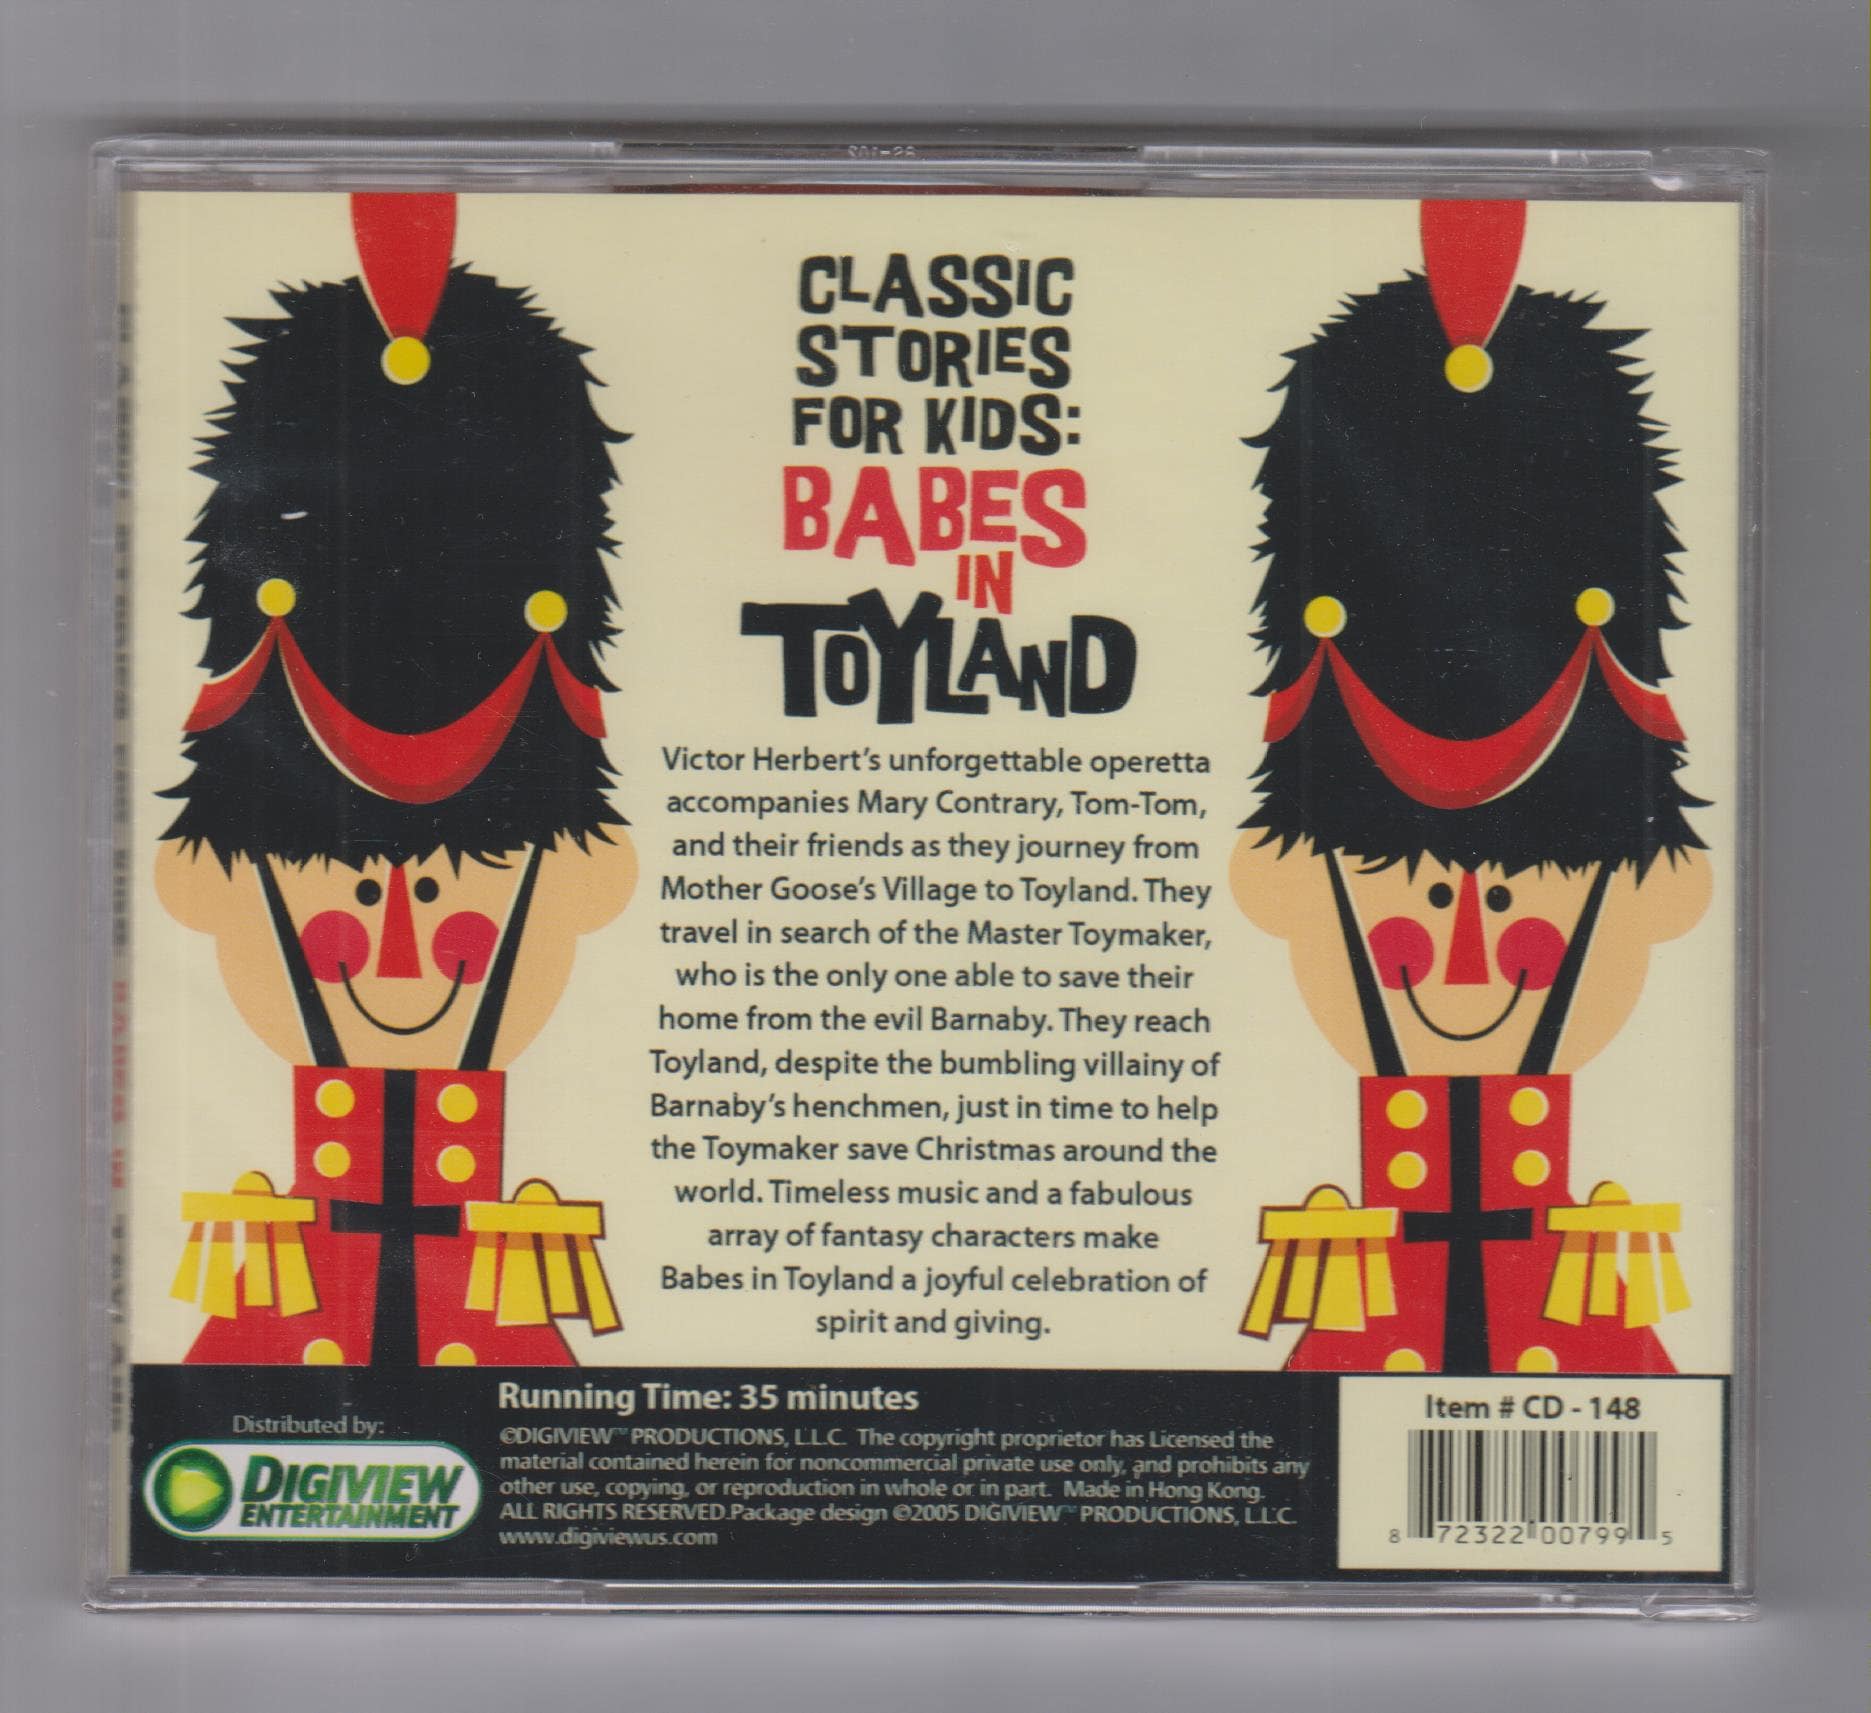 CLASSIC
STORIES
FOR KIDS:
BABES
IN
TOYLAND
Victor Herbert's unforgettable operetta
accompanies Mary Contrary, Tom-Tom,
and their friends as they journey from
Mother Goose's Village to Toyland. They
travel in search of the Master Toymaker,
who is the only one able to save their
home from the evil Barnaby. They reach
Toyland, despite the bumbling villainy of
Barnaby's henchmen, just in time to help
the Toymaker save Christmas around the
world. Timeless music and a fabulous
array of fantasy characters make
Babes in Toyland a joyful celebration of
spirit and giving.
Distributed by:
DIGIVIEW
ENTERTAINMENT
Running Time: 35 minutes
©DIGIVIEW™ PRODUCTIONS, L.L.C. The copyright proprietor has Licensed the
material contained herein for noncommercial private use only, and prohibits any
other use, copying, or reproduction in whole or in part. Made in Hong Kong.
ALL RIGHTS RESERVED.Package design ©2005 DIGIVIEW™ PRODUCTIONS, L.L.C.
www.digiviewus.com
Item # CD - 148
8 72322 00799 5